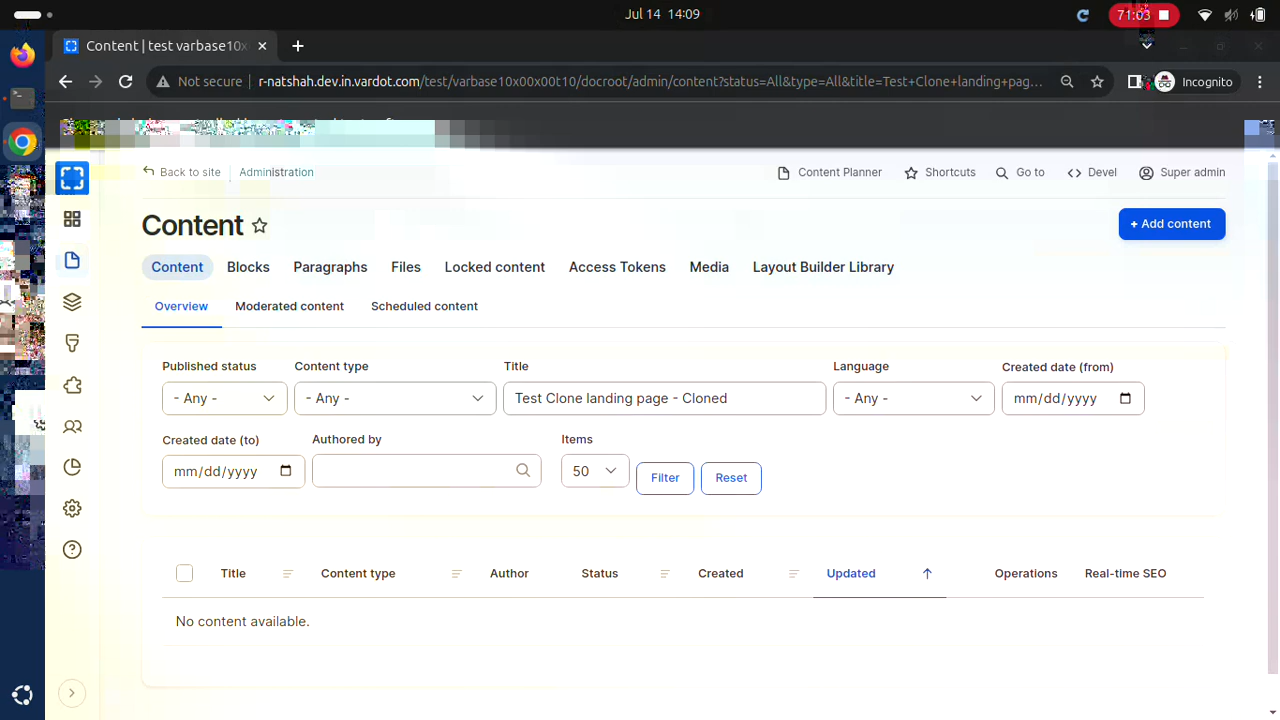 Jul 14 14:09
71:03
Content | test varbase10x
Not secure
r-natshah.dev.in.vardot.com/test/varbase10x00x00t10/docroot/admin/content?status=All&type=All&title=Test+Clone+landing+pag...
Incognito
Back to site
Administration
Content Planner
Shortcuts
Go to
Devel
Super admin
Content
+ Add content
Content Blocks Paragraphs Files Locked content Access Tokens Media Layout Builder Library
Overview Moderated content Scheduled content
Published status Content type Title Language Created date (from)
- Any - - Any - Test Clone landing page - Cloned - Any - mm/dd/yyyy
Created date (to) Authored by Items
mm/dd/yyyy 50 Filter Reset
Title Content type Author Status Created Updated Operations Real-time SEO
No content available.